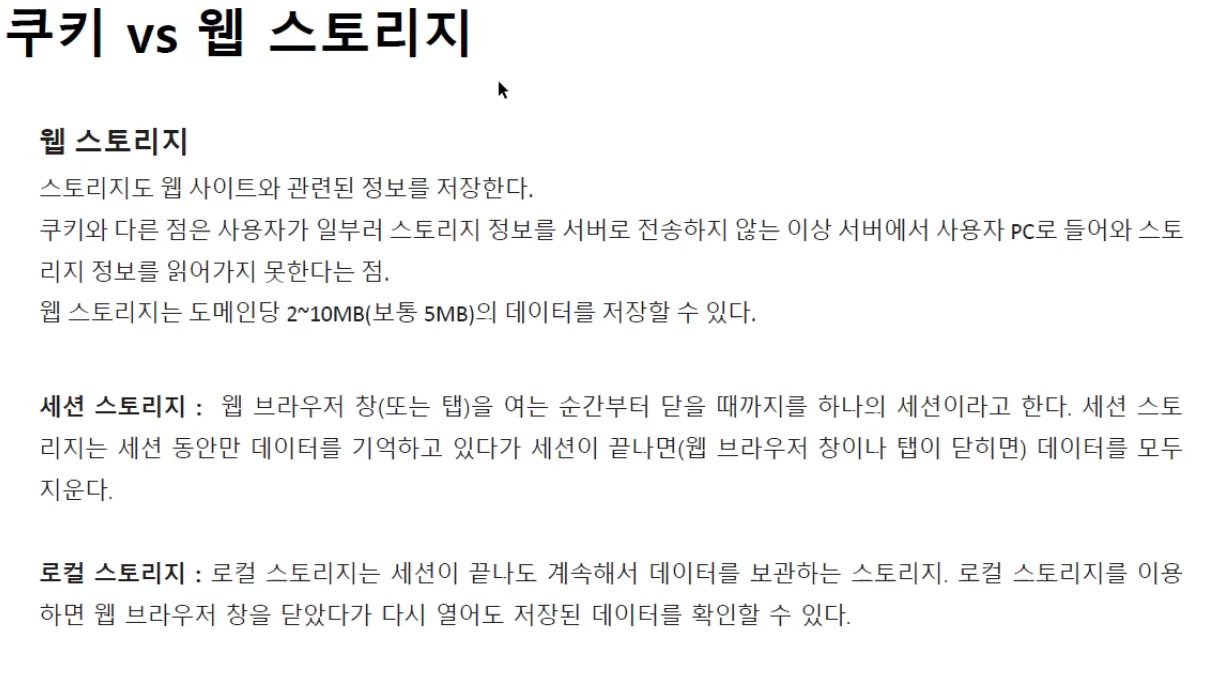 쿠키 vs 웹 스토리지
웹 스토리지
스토리지도 웹 사이트와 관련된 정보를 저장한다.
쿠키와 다른 점은 사용자가 일부러 스토리지 정보를 서버로 전송하지 않는 이상 서버에서 사용자 PC로 들어와 스토
리지 정보를 읽어가지 못한다는 점.
웹 스토리지는 도메인당 2~10MB(보통 5MB)의 데이터를 저장할 수 있다.
세션 스토리지 : 웹 브라우저 창(또는 탭)을 여는 순간부터 닫을 때까지를 하나의 세션이라고 한다. 세션 스토
리지는 세션 동안만 데이터를 기억하고 있다가 세션이 끝나면(웹 브라우저 창이나 탭이 닫히면) 데이터를 모두
지운다.
로컬 스토리지 : 로컬 스토리지는 세션이 끝나도 계속해서 데이터를 보관하는 스토리지. 로컬 스토리지를 이용
하면 웹 브라우저 창을 닫았다가 다시 열어도 저장된 데이터를 확인할 수 있다.